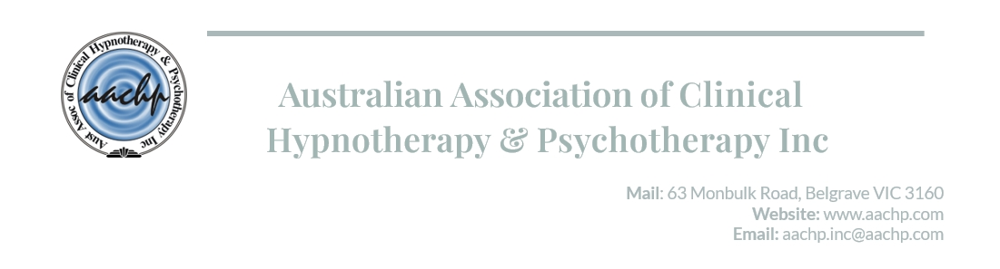 Aust Assoc of Clinical Hypnotherapy & Psychotherapy Inc
aachp
Australian Association of Clinical
Hypnotherapy & Psychotherapy Inc
Mail: 63 Monbulk Road, Belgrave VIC 3160
Website: www.aachp.com
Email: aachp.inc@aachp.com